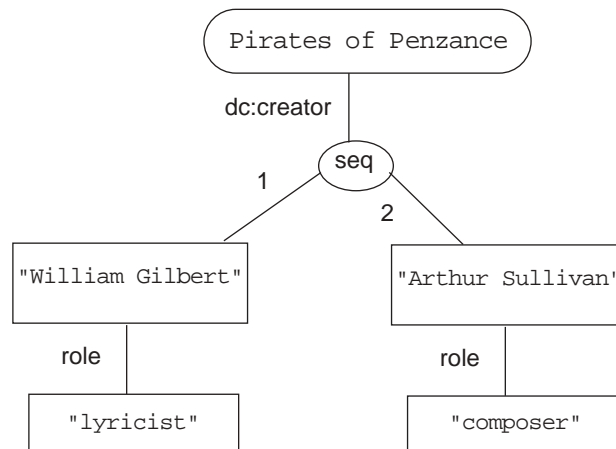 Pirates of Penzance
dc:creator
seq
1
2
"William Gilbert"
"Arthur Sullivan"
role
role
"lyricist"
"composer"